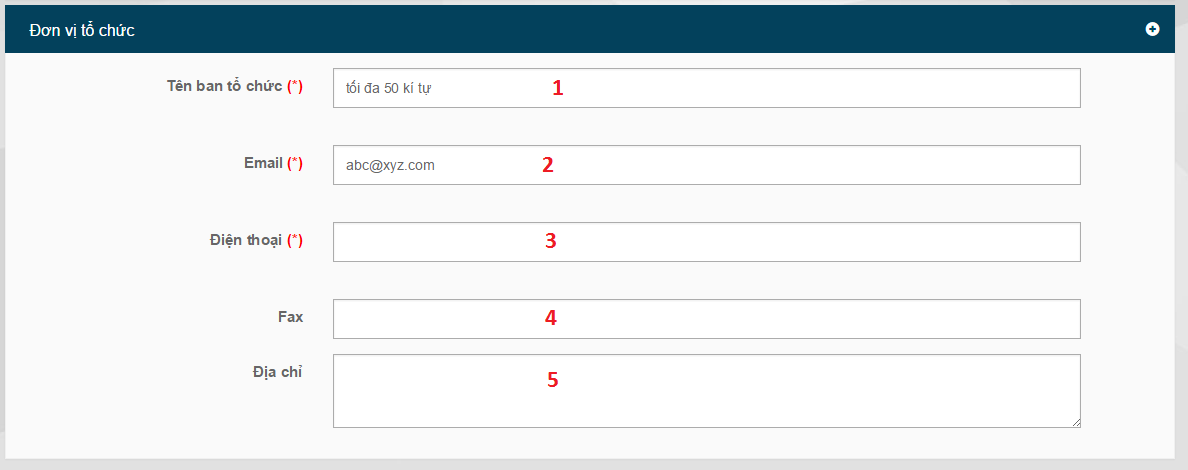 Đơn vị tổ chức
Tên ban tổ chức (*) tối đa 50 kí tự 1
Email (*) abc@xyz.com 2
Điện thoại (*) 3
Fax 4
Địa chỉ 5